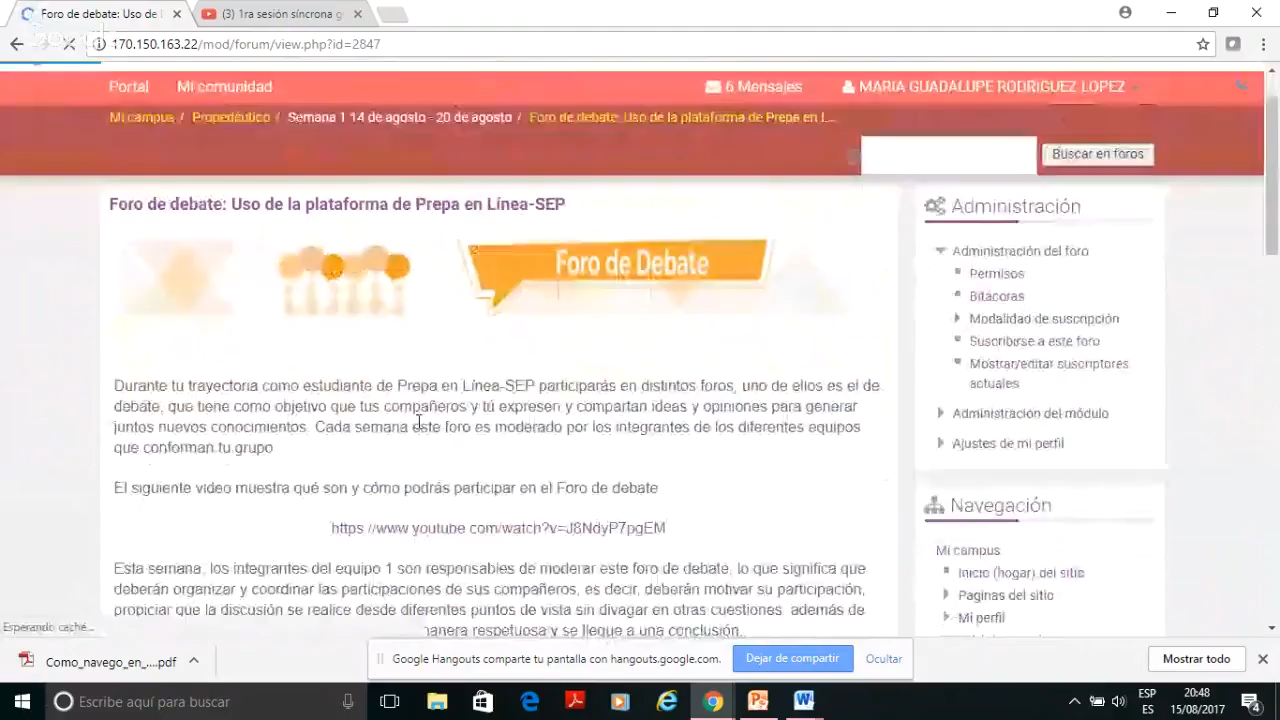 Foro de debate: Uso de l
(3) 1ra sesión síncrona g
170.150.163.22/mod/forum/view.php?id=2847
Portal Mi comunidad 6 Mensajes MARIA GUADALUPE RODRIGUEZ LOPEZ
Mi campus / Propedéutico / Semana 1 14 de agosto - 20 de agosto / Foro de debate: Uso de la plataforma de Prepa en L...
Buscar en foros
Foro de debate: Uso de la plataforma de Prepa en Línea-SEP
Foro de Debate
Durante tu trayectoria como estudiante de Prepa en Línea-SEP participarás en distintos foros, uno de ellos es el de
debate, que tiene como objetivo que tus compañeros y tú expresen y compartan ideas y opiniones para generar
juntos nuevos conocimientos. Cada semana este foro es moderado por los integrantes de los diferentes equipos
que conforman tu grupo
El siguiente video muestra qué son y cómo podrás participar en el Foro de debate
https://www.youtube.com/watch?v=J8NdyP7pgEM
Esta semana, los integrantes del equipo 1 son responsables de moderar este foro de debate, lo que significa que
deberán organizar y coordinar las participaciones de sus compañeros, es decir, deberán motivar su participación,
propiciar que la discusión se realice desde diferentes puntos de vista sin divagar en otras cuestiones, además de
manera respetuosa y se llegue a una conclusión.
Administración
Administración del foro
Permisos
Bitácoras
Modalidad de suscripción
Suscribirse a este foro
Mostrar/editar suscriptores
actuales
Administración del módulo
Ajustes de mi perfil
Navegación
Mi campus
Inicio (hogar) del sitio
Páginas del sitio
Mi perfil
Esperando caché...
Como_navego_en_....pdf
Google Hangouts comparte tu pantalla con hangouts.google.com.
Dejar de compartir
Ocultar
Mostrar todo
Escribe aquí para buscar
ESP
ES
20:48
15/08/2017
4